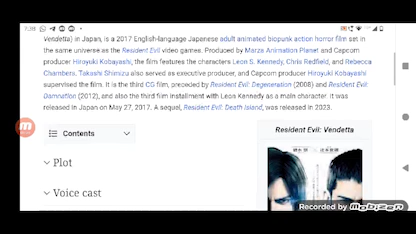 7:38
Vendetta) in Japan, is a 2017 English-language Japanese adult animated biopunk action horror film set in
the same universe as the Resident Evil video games. Produced by Marza Animation Planet and Capcom
producer Hiroyuki Kobayashi, the film features the characters Leon S. Kennedy, Chris Redfield, and Rebecca
Chambers. Takashi Shimizu also served as executive producer, and Capcom producer Hiroyuki Kobayashi
supervised the film. It is the third CG film, preceded by Resident Evil: Degeneration (2008) and Resident Evil:
Damnation (2012), and also the third film installment with Leon Kennedy as a main character. It was
released in Japan on May 27, 2017. A sequel, Resident Evil: Death Island, was released in 2023.
Contents
Resident Evil: Vendetta
Plot
Voice cast
Recorded by Mobizen